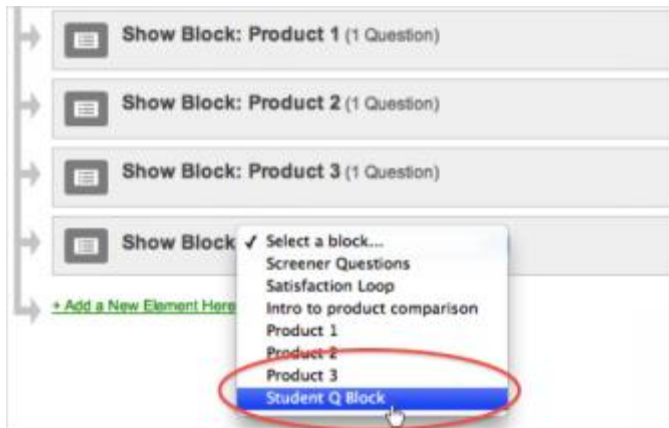 Show Block: Product 1 (1 Question)
Show Block: Product 2 (1 Question)
Show Block: Product 3 (1 Question)
Show Block
✓ Select a block...
Screener Questions
Satisfaction Loop
Intro to product comparison
Product 1
Product 2
Product 3
Student Q Block
+ Add a New Element Here